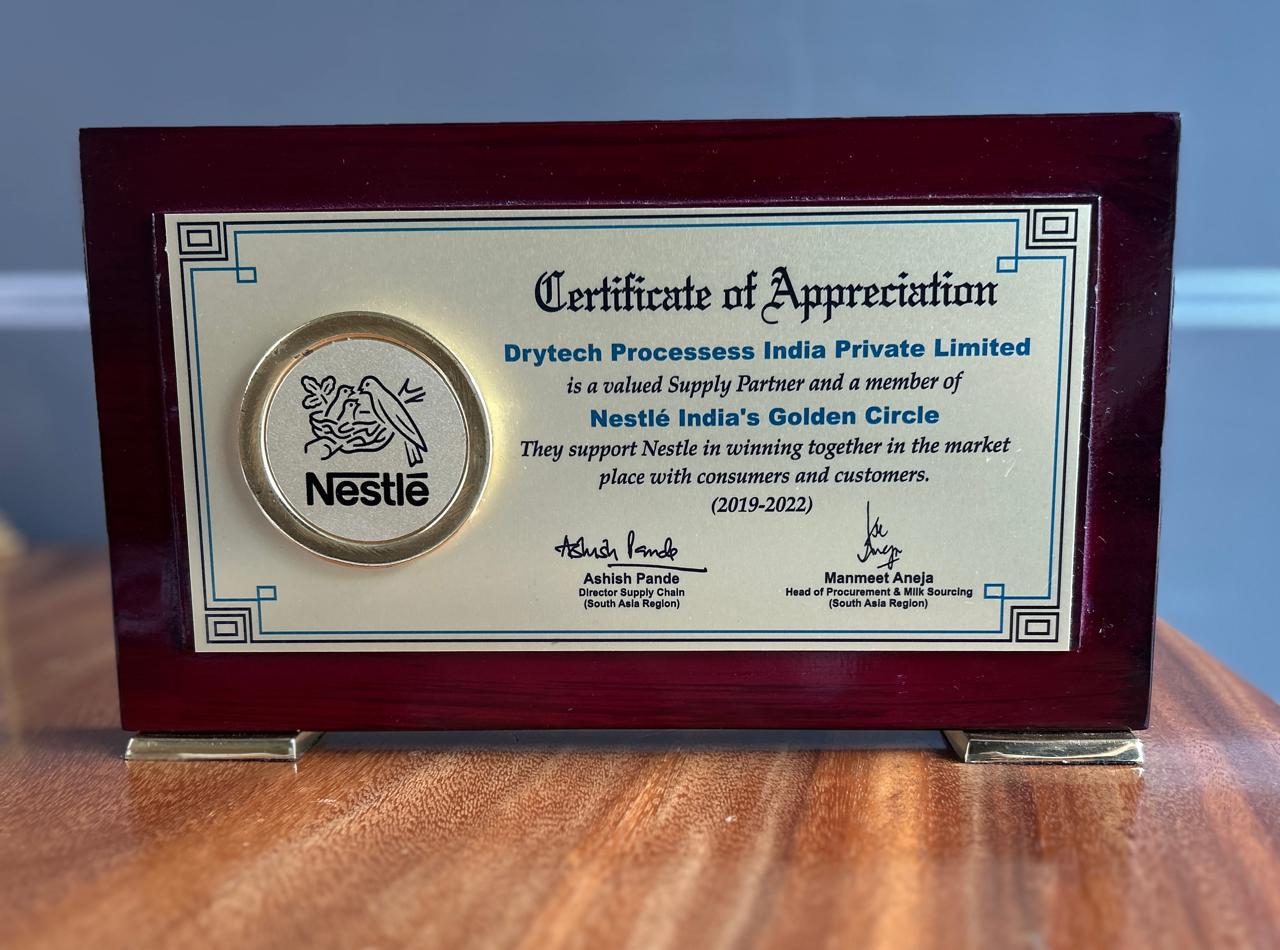 Certificate of Appreciation
Drytech Processess India Private Limited
is a valued Supply Partner and a member of
Nestlé India's Golden Circle
They support Nestle in winning together in the market
place with consumers and customers.
(2019-2022)
Nestlé
Ashish Pande
Ashish Pande
Director Supply Chain
(South Asia Region)
Manmeet Aneja
Head of Procurement & Milk Sourcing
(South Asia Region)